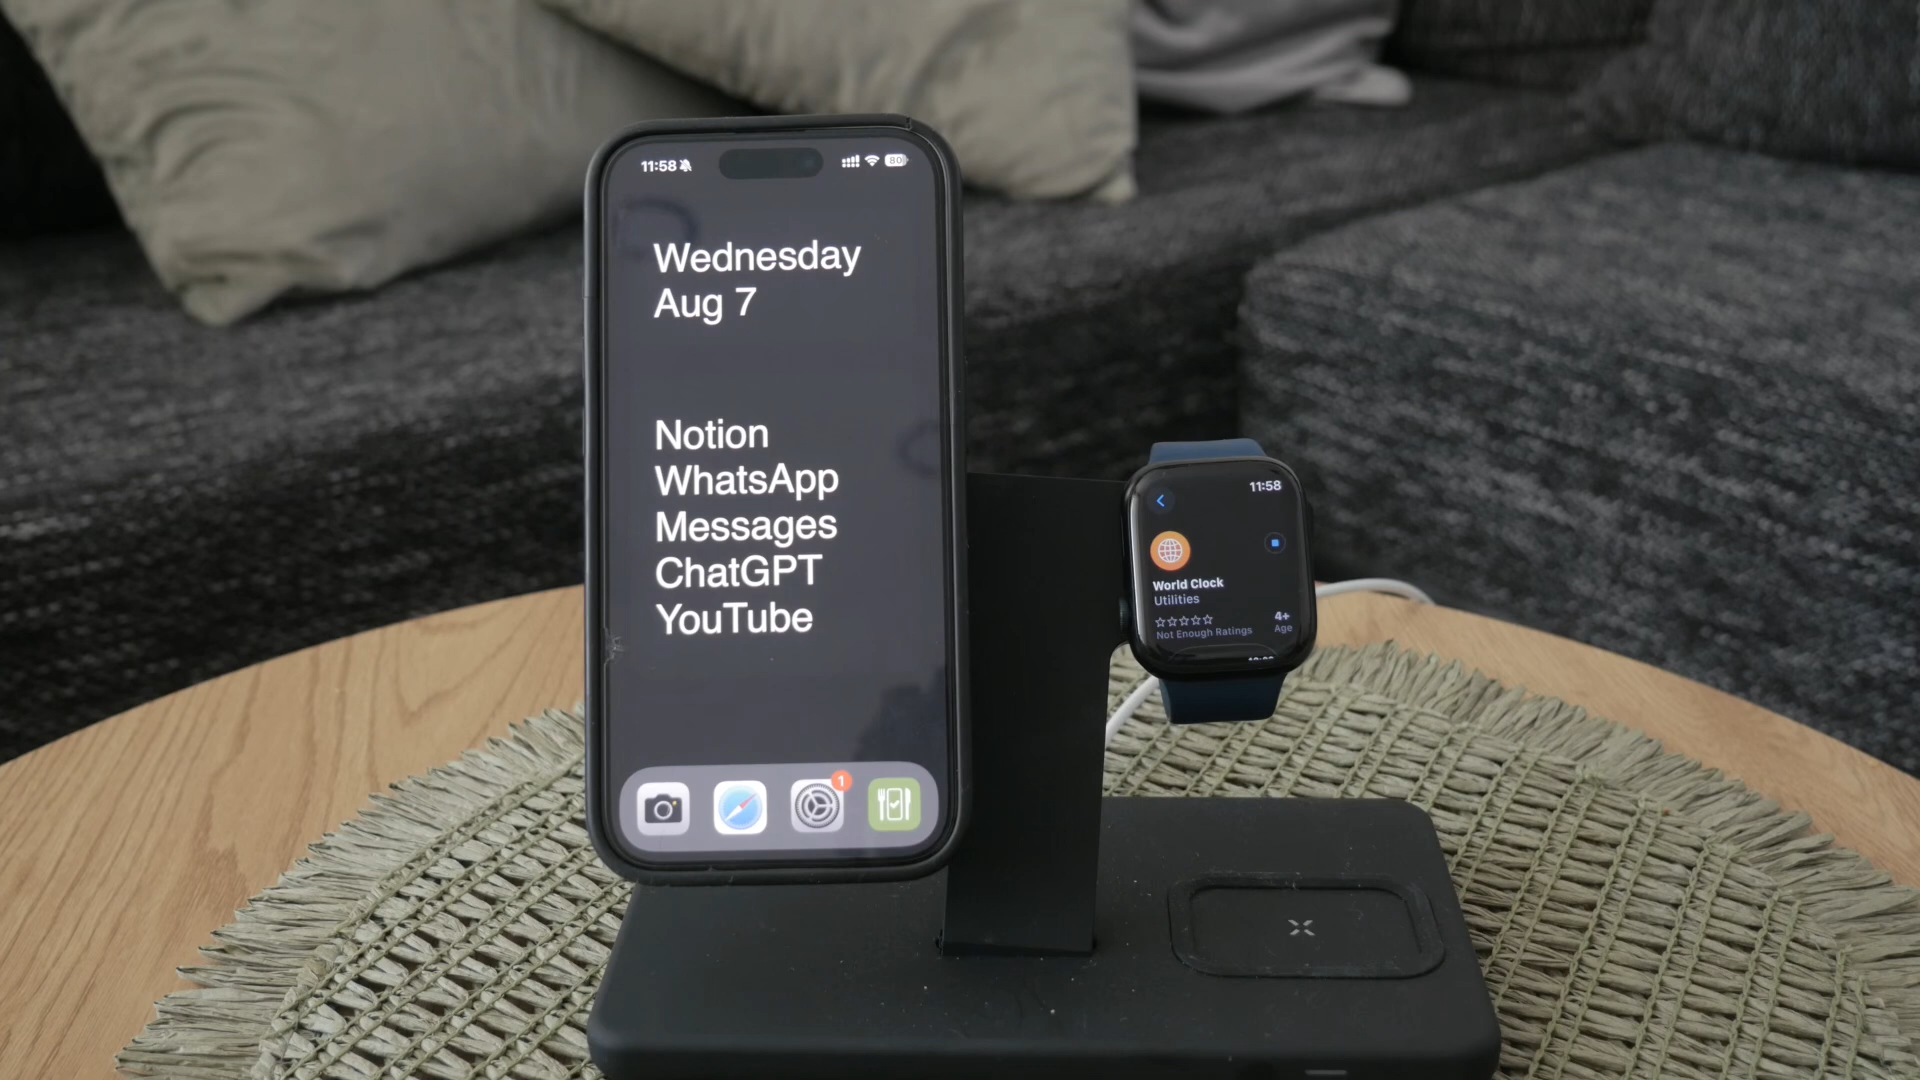 11:58
80
Wednesday
Aug 7
Notion
WhatsApp
Messages
ChatGPT
YouTube
1
11:58
World Clock
Utilities
4+
Not Enough Ratings
Age